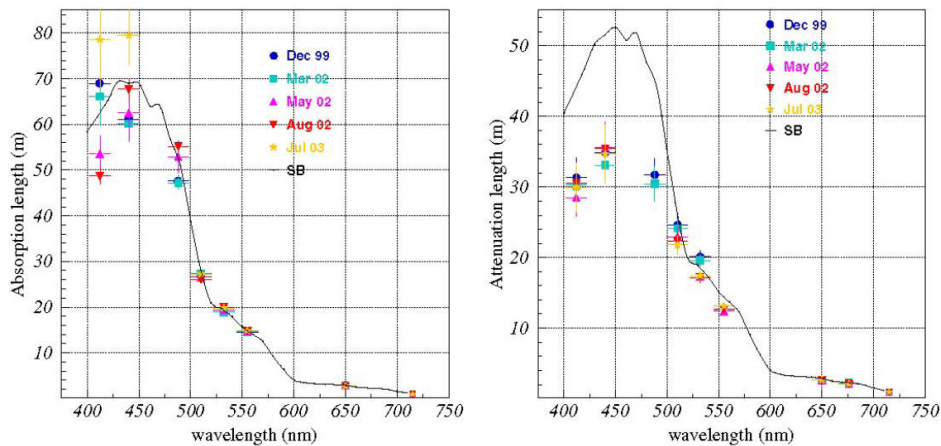 Absorption length (m)
80
70
60
50
40
30
20
10
Dec 99
Mar 02
May 02
Aug 02
Jul 03
SB
400 450 500 550 600 650 700 750
wavelength (nm)
Attenuation length (m)
50
40
30
20
10
Dec 99
Mar 02
May 02
Aug 02
Jul 03
SB
400 450 500 550 600 650 700 750
wavelength (nm)